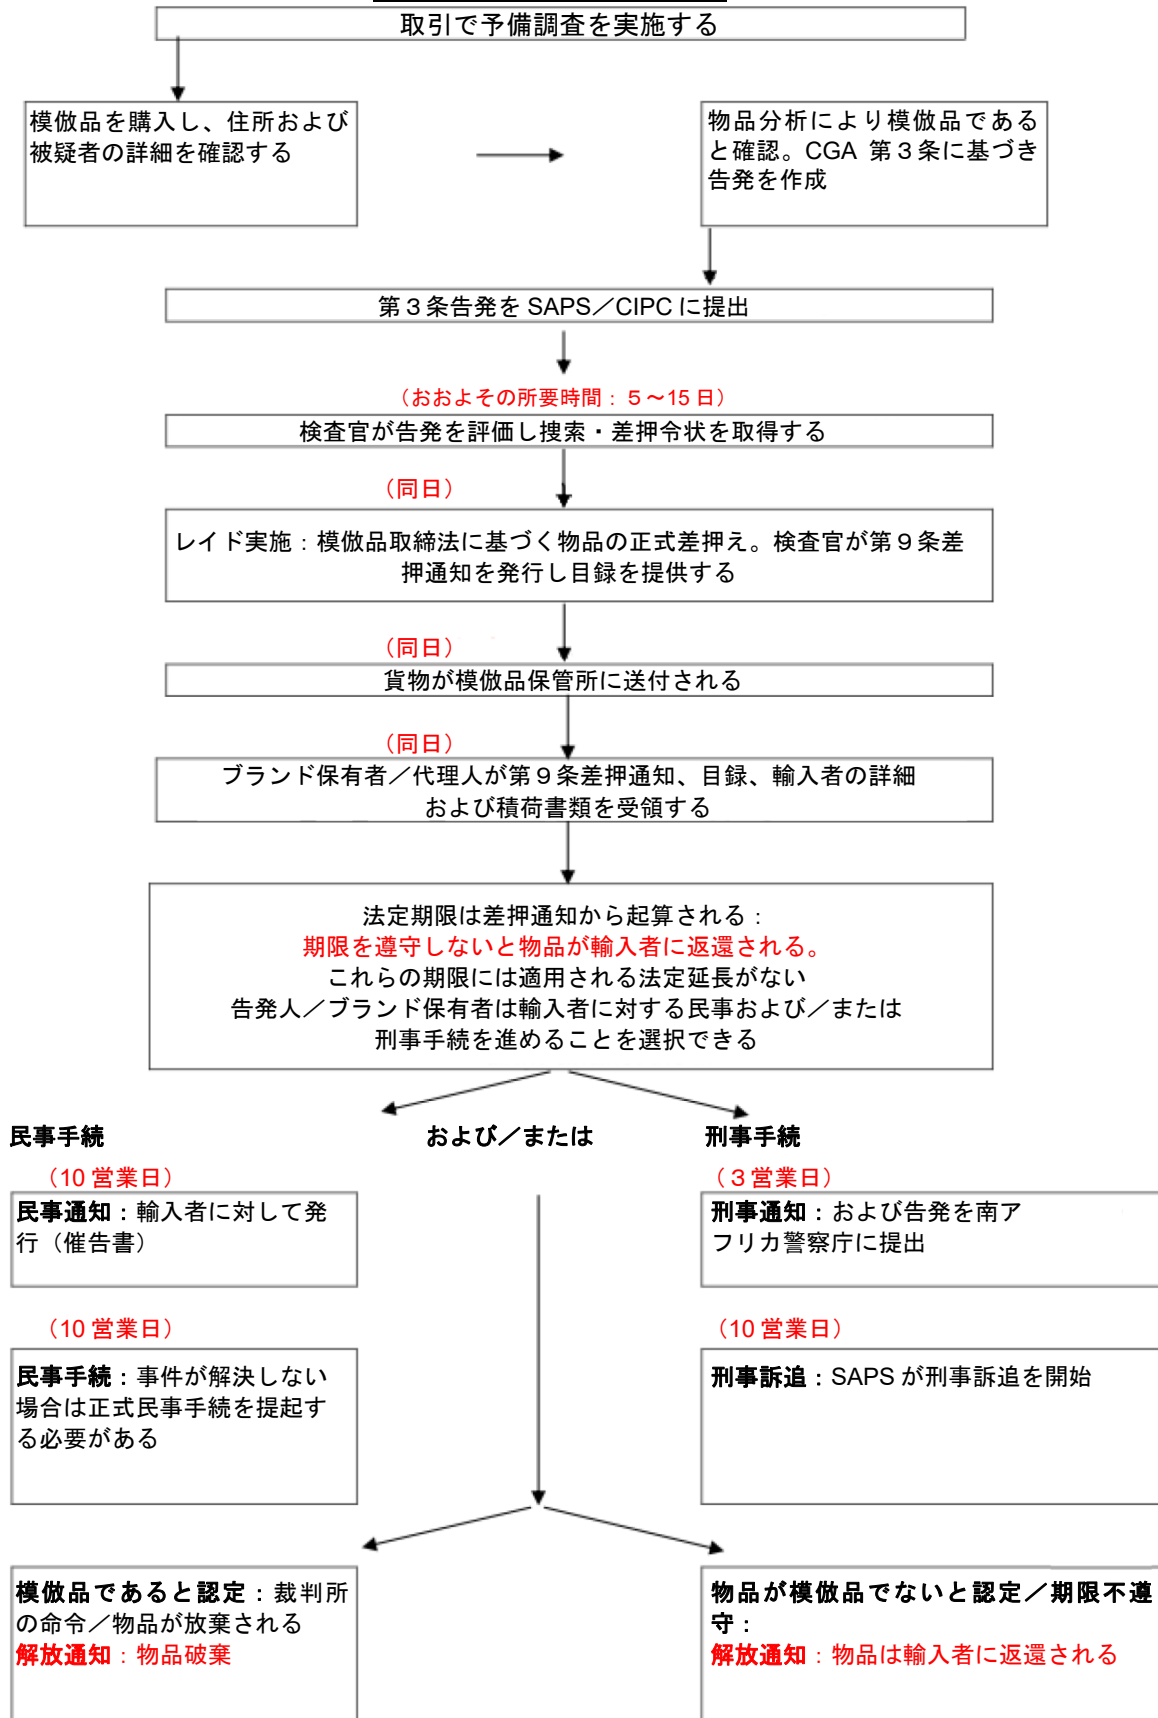 取引で予備調査を実施する
模倣品を購入し、住所および
被疑者の詳細を確認する
物品分析により模倣品である
と確認。CGA 第３条に基づき
告発を作成
第３条告発を SAPS／CIPC に提出
（おおよその所要時間：５～15 日）
検査官が告発を評価し捜索・差押令状を取得する
（同日）
レイド実施：模倣品取締法に基づく物品の正式差押え。検査官が第９条差
押通知を発行し目録を提供する
（同日）
貨物が模倣品保管所に送付される
（同日）
ブランド保有者／代理人が第９条差押通知、目録、輸入者の詳細
および積荷書類を受領する
法定期限は差押通知から起算される：
期限を遵守しないと物品が輸入者に返還される。
これらの期限には適用される法定延長がない
告発人／ブランド保有者は輸入者に対する民事および／または
刑事手続を進めることを選択できる
民事手続
および／または
刑事手続
（10 営業日）
民事通知：輸入者に対して発
行（催告書）
（３営業日）
刑事通知：および告発を南ア
フリカ警察庁に提出
（10 営業日）
民事手続：事件が解決しない
場合は正式民事手続を提起す
る必要がある
（10 営業日）
刑事訴追：SAPS が刑事訴追を開始
模倣品であると認定：裁判所
の命令／物品が放棄される
解放通知：物品破棄
物品が模倣品でないと認定／期限不遵
守：
解放通知：物品は輸入者に返還される